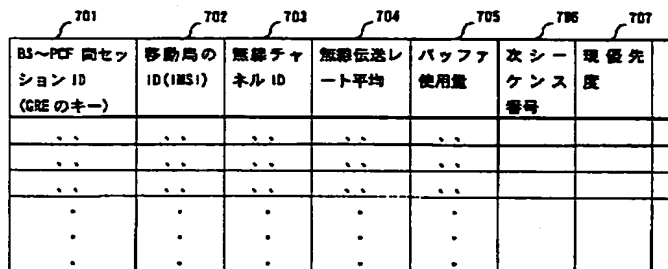 701 702 703 704 705 706 707
BS～PCF 間セッ 移動局の 無線チャ 無線伝送レ バッファ 次シー 現優先
ション ID ID(IMSI) ネル ID ート平均 使用量 ケンス 度
(GRE のキー) 番号